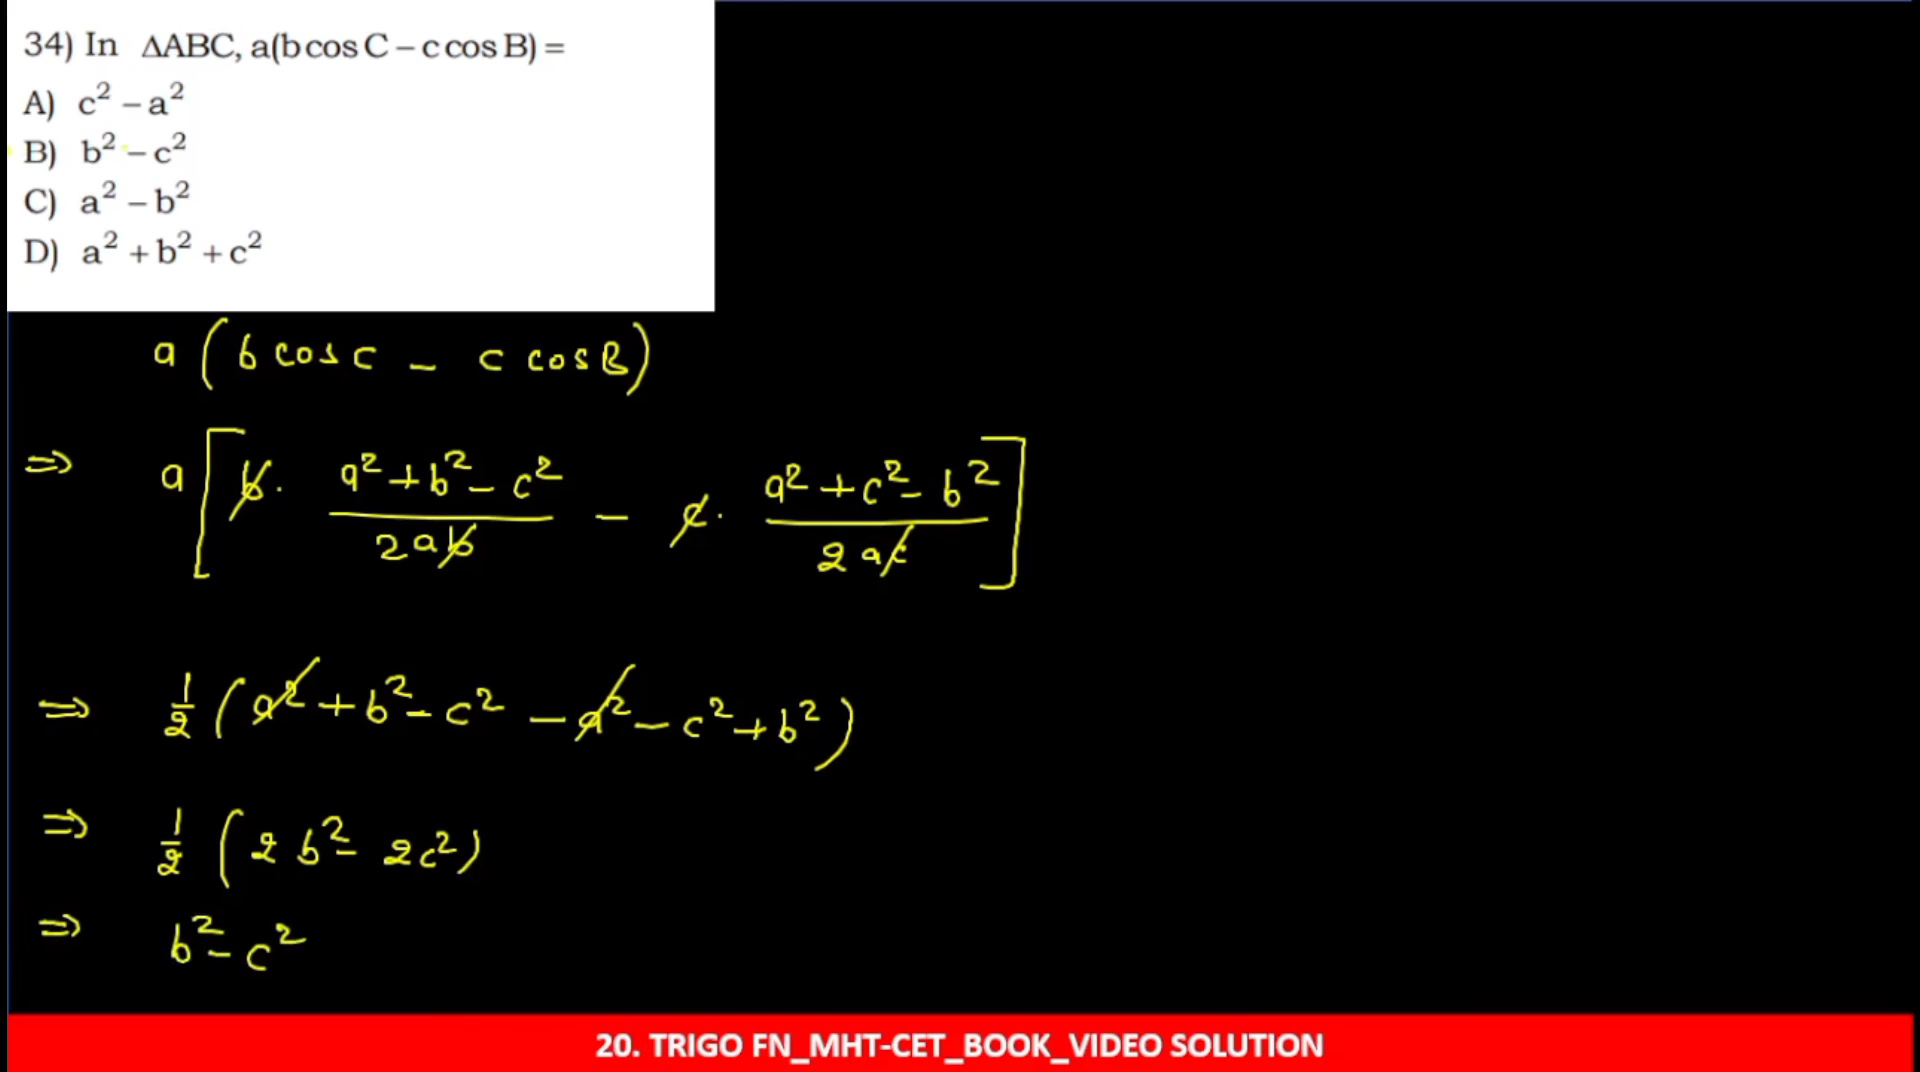 34) In ΔABC, a(b cos C – c cos B) =
A) c² – a²
B) b² – c²
C) a² – b²
D) a² + b² + c²
a (b cos c – c cos B)
⇒ a [b. a² + b² – c² / 2ab – c. a² + c² – b² / 2ac]
⇒ 1/2 (a² + b² – c² – a² – c² + b²)
⇒ 1/2 (2b² – 2c²)
⇒ b² – c²
20. TRIGO FN_MHT-CET_BOOK_VIDEO SOLUTION